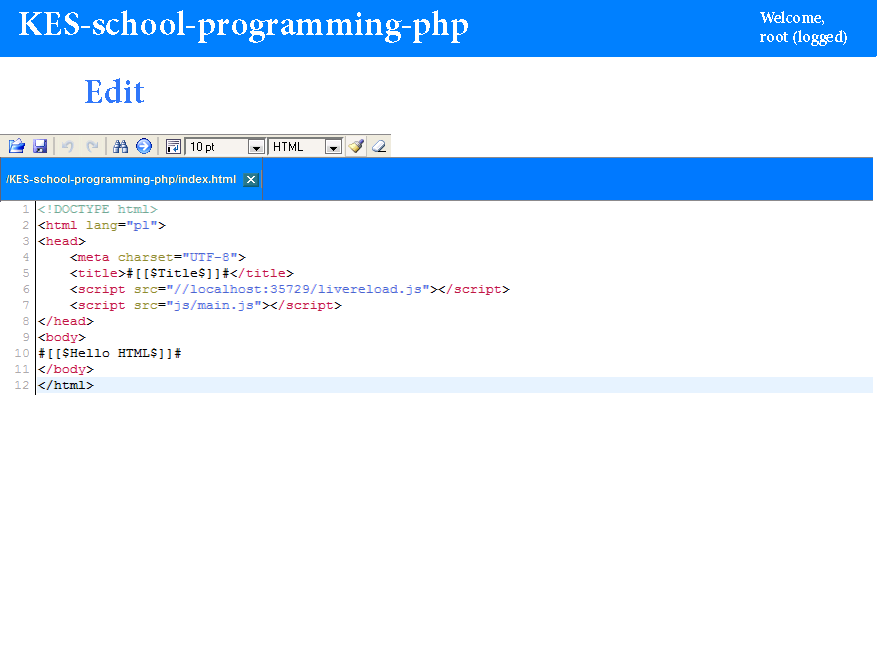 KES-school-programming-php
Welcome,
root (logged)
Edit
10 pt
HTML
/KES-school-programming-php/index.html
1 <!DOCTYPE html>
2 <html lang="pl">
3 <head>
4     <meta charset="UTF-8">
5     <title>#[[$Title$]]#</title>
6     <script src="//localhost:35729/livereload.js"></script>
7     <script src="js/main.js"></script>
8 </head>
9 <body>
10 #[[$Hello HTML$]]#
11 </body>
12 </html>